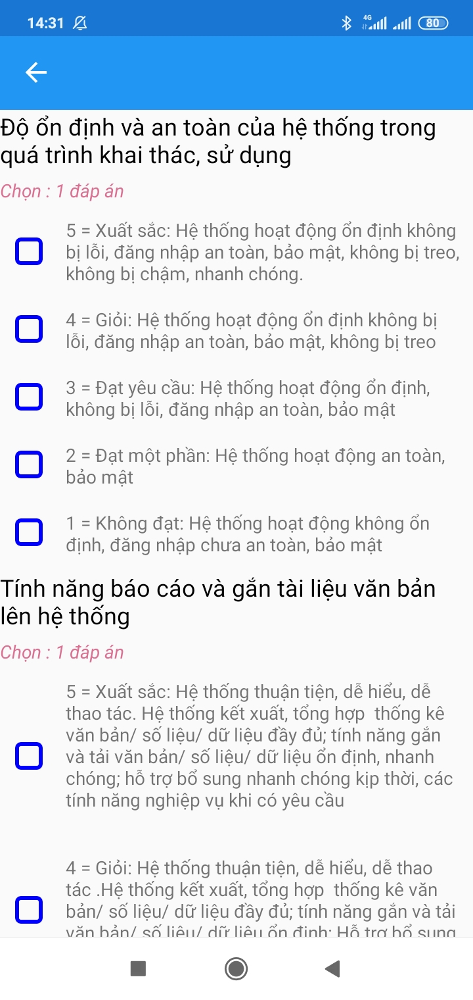 14:31 4G 80
Độ ổn định và an toàn của hệ thống trong
quá trình khai thác, sử dụng
Chọn : 1 đáp án
5 = Xuất sắc: Hệ thống hoạt động ổn định không
bị lỗi, đăng nhập an toàn, bảo mật, không bị treo,
không bị chậm, nhanh chóng.
4 = Giỏi: Hệ thống hoạt động ổn định không bị
lỗi, đăng nhập an toàn, bảo mật, không bị treo
3 = Đạt yêu cầu: Hệ thống hoạt động ổn định,
không bị lỗi, đăng nhập an toàn, bảo mật
2 = Đạt một phần: Hệ thống hoạt động an toàn,
bảo mật
1 = Không đạt: Hệ thống hoạt động không ổn
định, đăng nhập chưa an toàn, bảo mật
Tính năng báo cáo và gắn tài liệu văn bản
lên hệ thống
Chọn : 1 đáp án
5 = Xuất sắc: Hệ thống thuận tiện, dễ hiểu, dễ
thao tác. Hệ thống kết xuất, tổng hợp  thống kê
văn bản/ số liệu/ dữ liệu đầy đủ; tính năng gắn
và tải văn bản/ số liệu/ dữ liệu ổn định, nhanh
chóng; hỗ trợ bổ sung nhanh chóng kịp thời, các
tính năng nghiệp vụ khi có yêu cầu
4 = Giỏi: Hệ thống thuận tiện, dễ hiểu, dễ thao
tác .Hệ thống kết xuất, tổng hợp  thống kê văn
bản/ số liệu/ dữ liệu đầy đủ; tính năng gắn và tải
văn bản/ số liệu/ dữ liệu ổn định; Hỗ trợ bổ sung